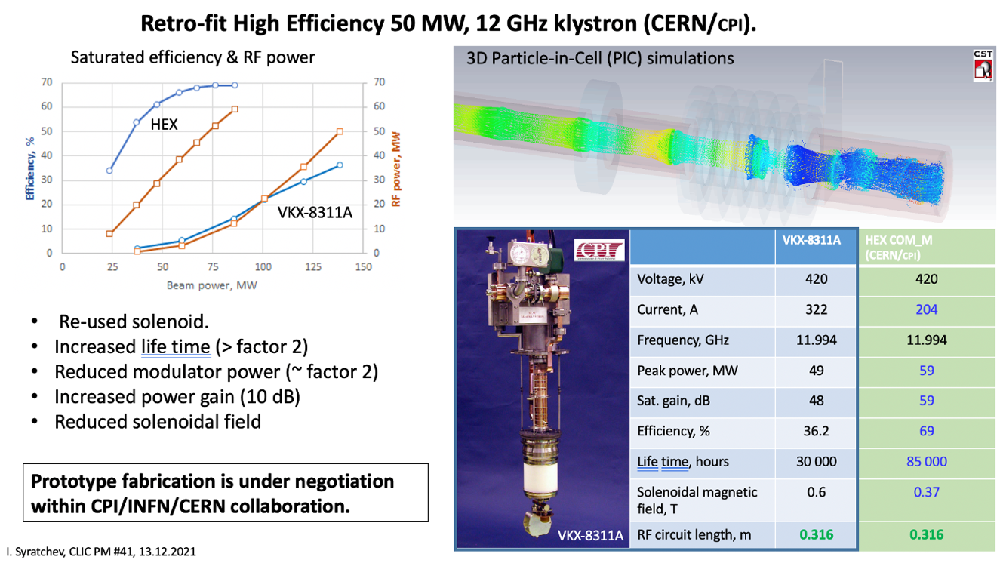 Retro-fit High Efficiency 50 MW, 12 GHz klystron (CERN/CPI).
Saturated efficiency & RF power
70
60
50
40
30
20
10
0
Efficiency, %
HEX
VKX-8311A
70
60
50
40
30
20
10
0
RF power, MW
0 25 50 75 100 125 150
Beam power, MW
• Re-used solenoid.
• Increased life time (> factor 2)
• Reduced modulator power (~ factor 2)
• Increased power gain (10 dB)
• Reduced solenoidal field
Prototype fabrication is under negotiation
within CPI/INFN/CERN collaboration.
I. Syratchev, CLIC PM #41, 13.12.2021
3D Particle-in-Cell (PIC) simulations
CST
CPI
VKX-8311A
VKX-8311A HEX COM_M
(CERN/CPI)
Voltage, kV 420 420
Current, A 322 204
Frequency, GHz 11.994 11.994
Peak power, MW 49 59
Sat. gain, dB 48 59
Efficiency, % 36.2 69
Life time, hours 30 000 85 000
Solenoidal magnetic
field, T 0.6 0.37
RF circuit length, m 0.316 0.316